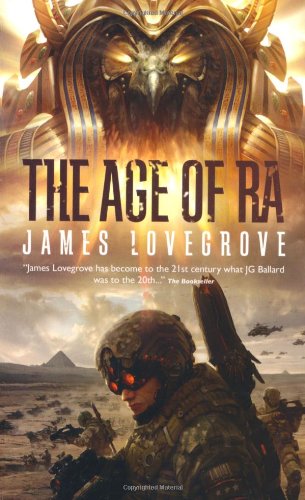 THE AGE OF RA
JAMES LOVEGROVE
"James Lovegrove has become to the 21st century what JG Ballard
was to the 20th..." The Bookseller